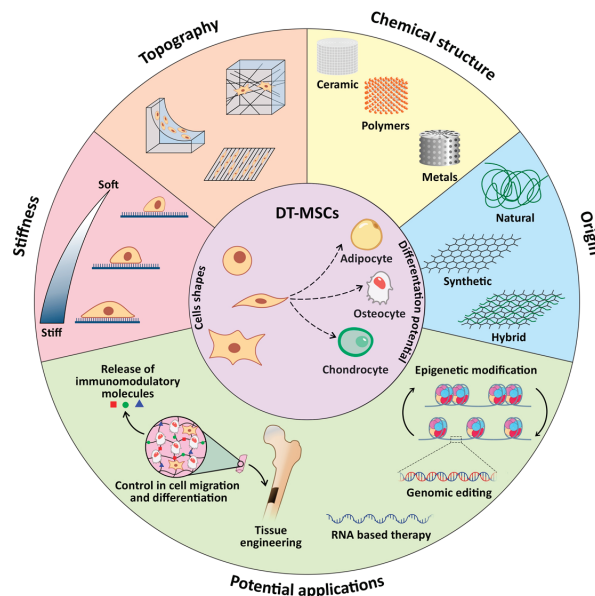 Topography
Chemical structure
Ceramic
Polymers
Metals
Stiffness
Soft
Stiff
Origin
Natural
Synthetic
Hybrid
DT-MSCs
Cells shapes
Differentation potential
Adipocyte
Osteocyte
Chondrocyte
Release of
immunomodulatory
molecules
Control in cell migration
and differentiation
Tissue
engineering
Epigenetic modification
Genomic editing
RNA based therapy
Potential applications